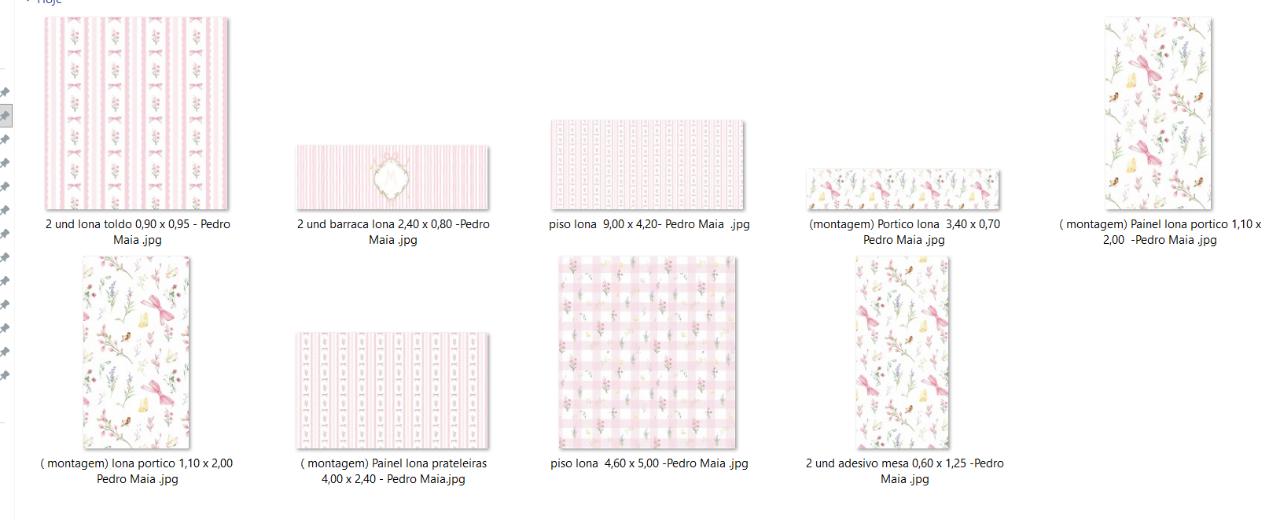 Hoje
2 und lona toldo 0,90 x 0,95 - Pedro
Maia .jpg
2 und barraca lona 2,40 x 0,80 -Pedro
Maia .jpg
piso lona  9,00 x 4,20- Pedro Maia  .jpg
(montagem) Portico lona  3,40 x 0,70
Pedro Maia .jpg
( montagem) Painel lona portico 1,10 x
2,00  -Pedro Maia .jpg
( montagem) lona portico 1,10 x 2,00
Pedro Maia .jpg
( montagem) Painel lona prateleiras
4,00 x 2,40 - Pedro Maia.jpg
piso lona  4,60 x 5,00 -Pedro Maia .jpg
2 und adesivo mesa 0,60 x 1,25 -Pedro
Maia .jpg